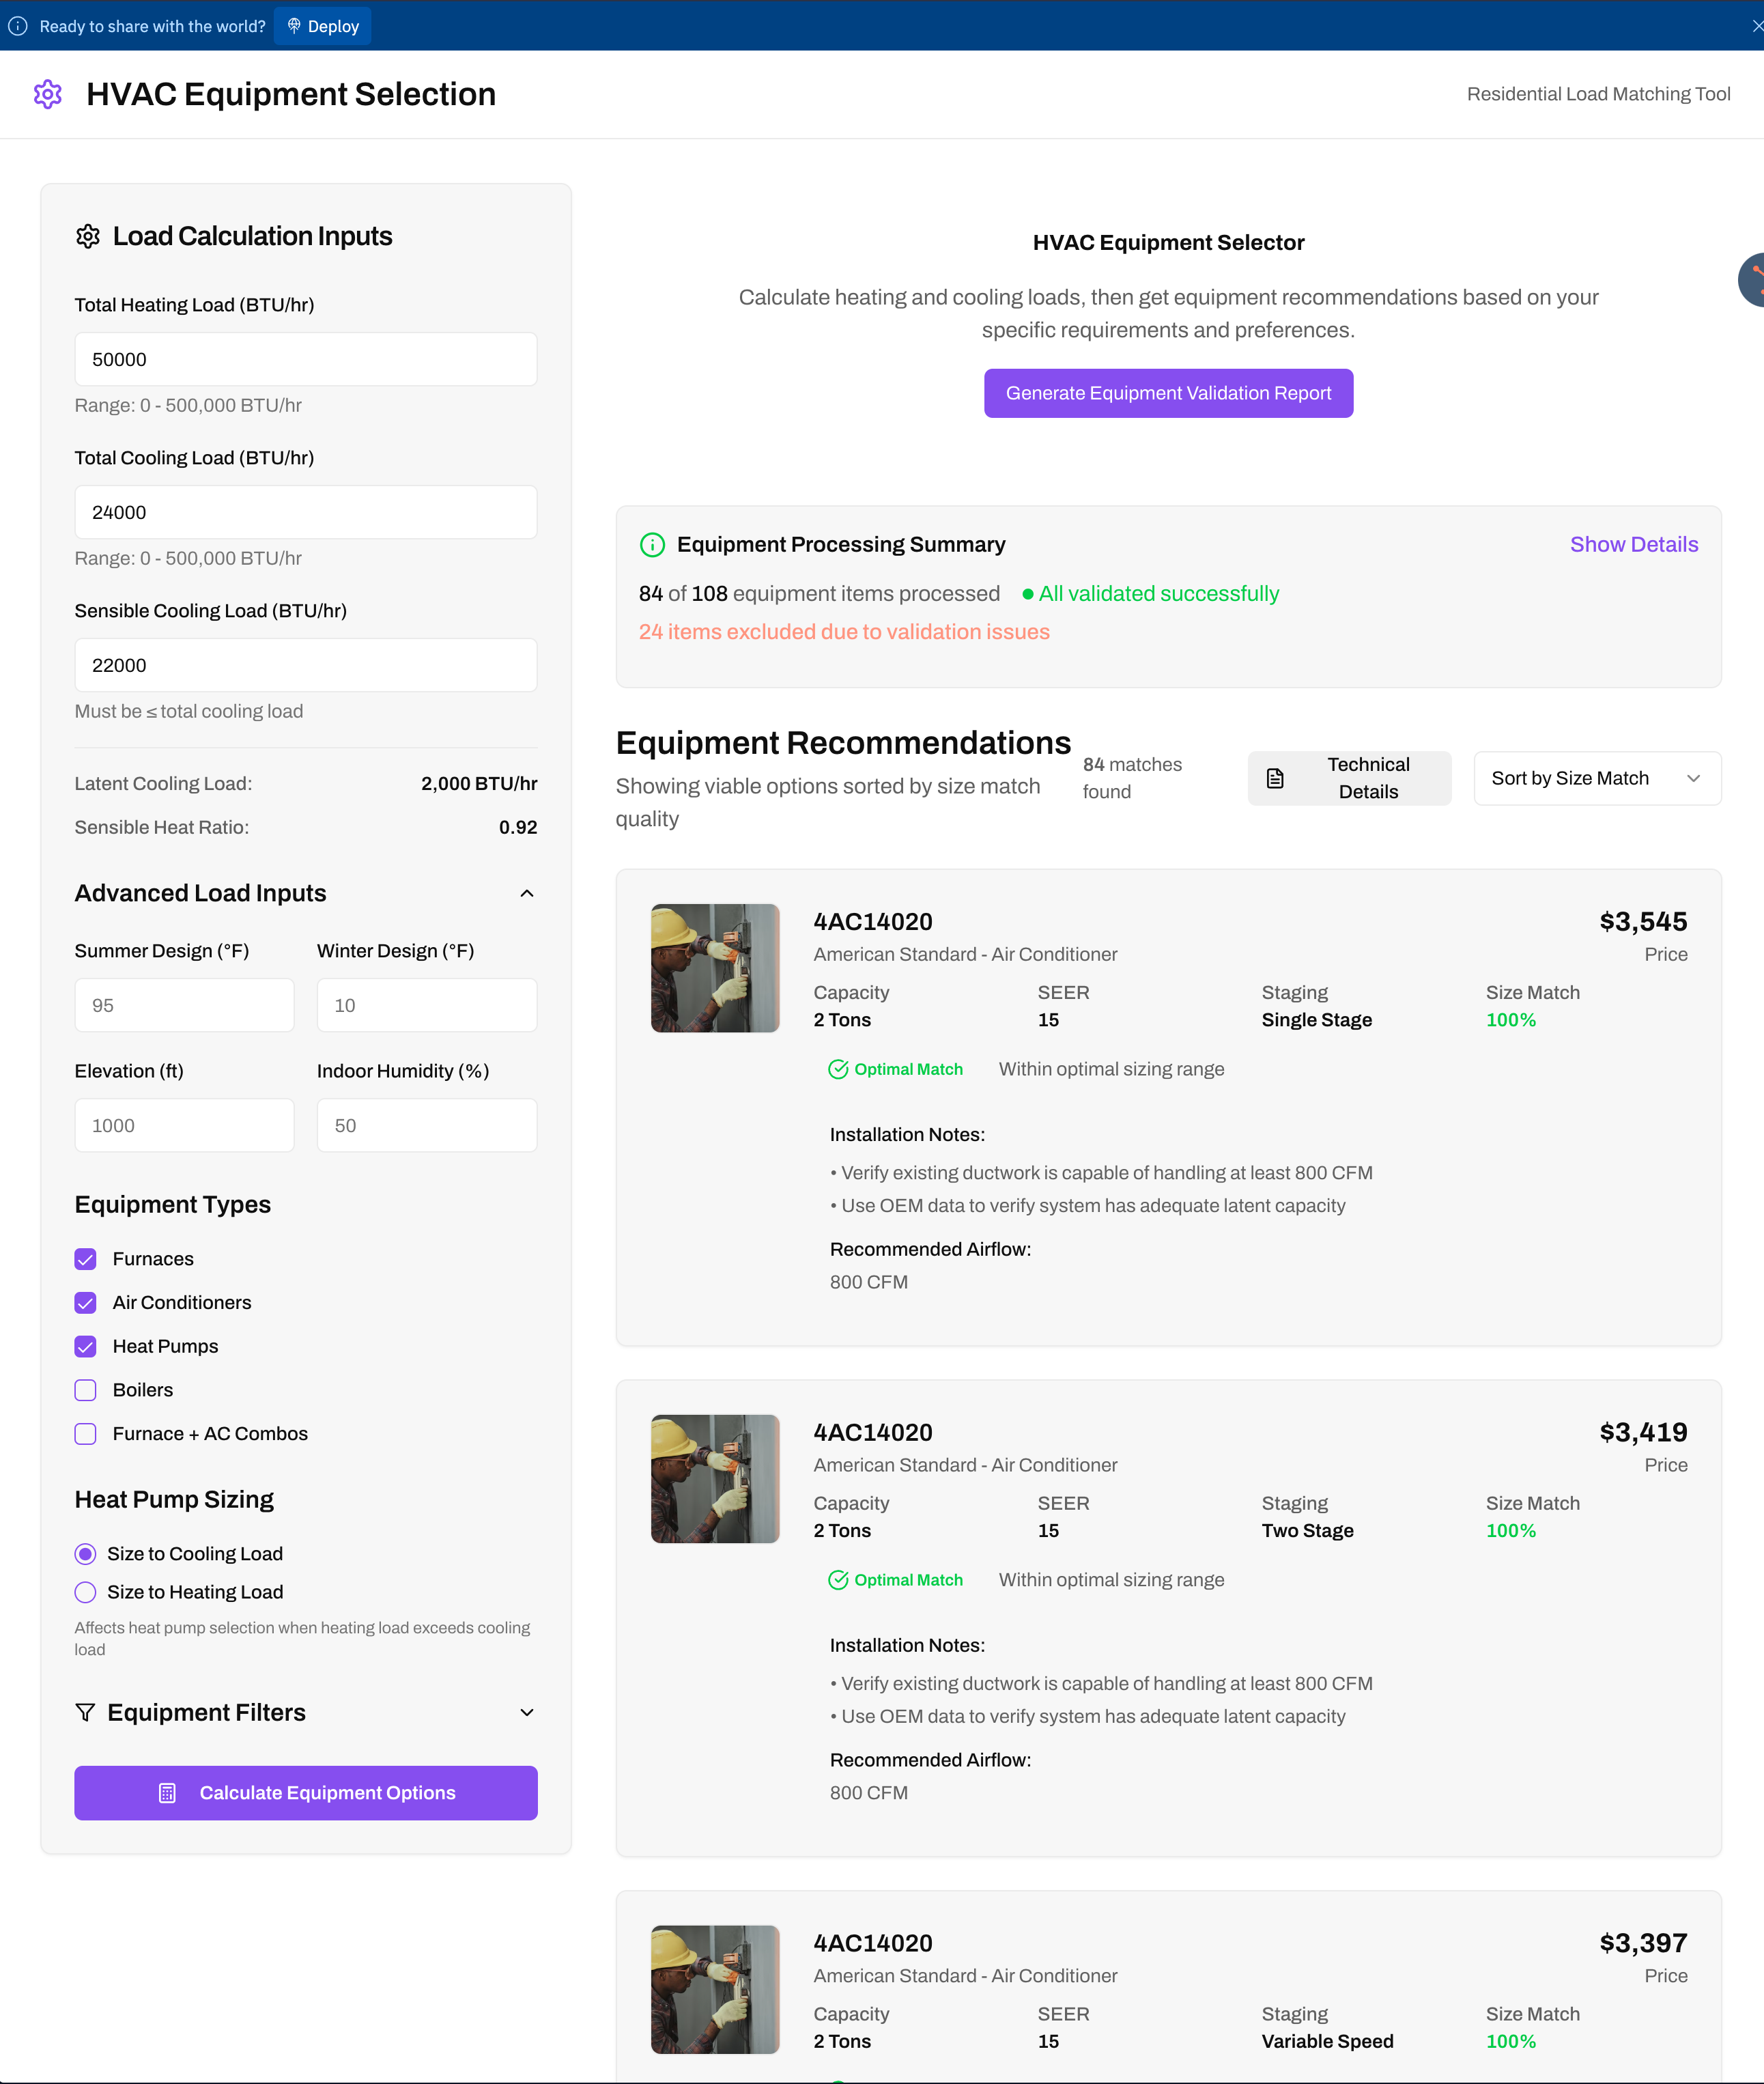 Ready to share with the world?
Deploy
HVAC Equipment Selection
Residential Load Matching Tool
Load Calculation Inputs
Total Heating Load (BTU/hr)
50000
Range: 0 - 500,000 BTU/hr
Total Cooling Load (BTU/hr)
24000
Range: 0 - 500,000 BTU/hr
Sensible Cooling Load (BTU/hr)
22000
Must be ≤ total cooling load
Latent Cooling Load: 2,000 BTU/hr
Sensible Heat Ratio: 0.92
Advanced Load Inputs
Summer Design (°F)
Winter Design (°F)
95
10
Elevation (ft)
Indoor Humidity (%)
1000
50
Equipment Types
Furnaces
Air Conditioners
Heat Pumps
Boilers
Furnace + AC Combos
Heat Pump Sizing
Size to Cooling Load
Size to Heating Load
Affects heat pump selection when heating load exceeds cooling
load
Equipment Filters
Calculate Equipment Options
HVAC Equipment Selector
Calculate heating and cooling loads, then get equipment recommendations based on your
specific requirements and preferences.
Generate Equipment Validation Report
Equipment Processing Summary
Show Details
84 of 108 equipment items processed
All validated successfully
24 items excluded due to validation issues
Equipment Recommendations
Showing viable options sorted by size match
quality
84 matches
found
Technical
Details
Sort by Size Match
4AC14020
$3,545
American Standard - Air Conditioner
Price
Capacity
SEER
Staging
Size Match
2 Tons
15
Single Stage
100%
Optimal Match
Within optimal sizing range
Installation Notes:
• Verify existing ductwork is capable of handling at least 800 CFM
• Use OEM data to verify system has adequate latent capacity
Recommended Airflow:
800 CFM
4AC14020
$3,419
American Standard - Air Conditioner
Price
Capacity
SEER
Staging
Size Match
2 Tons
15
Two Stage
100%
Optimal Match
Within optimal sizing range
Installation Notes:
• Verify existing ductwork is capable of handling at least 800 CFM
• Use OEM data to verify system has adequate latent capacity
Recommended Airflow:
800 CFM
4AC14020
$3,397
American Standard - Air Conditioner
Price
Capacity
SEER
Staging
Size Match
2 Tons
15
Variable Speed
100%